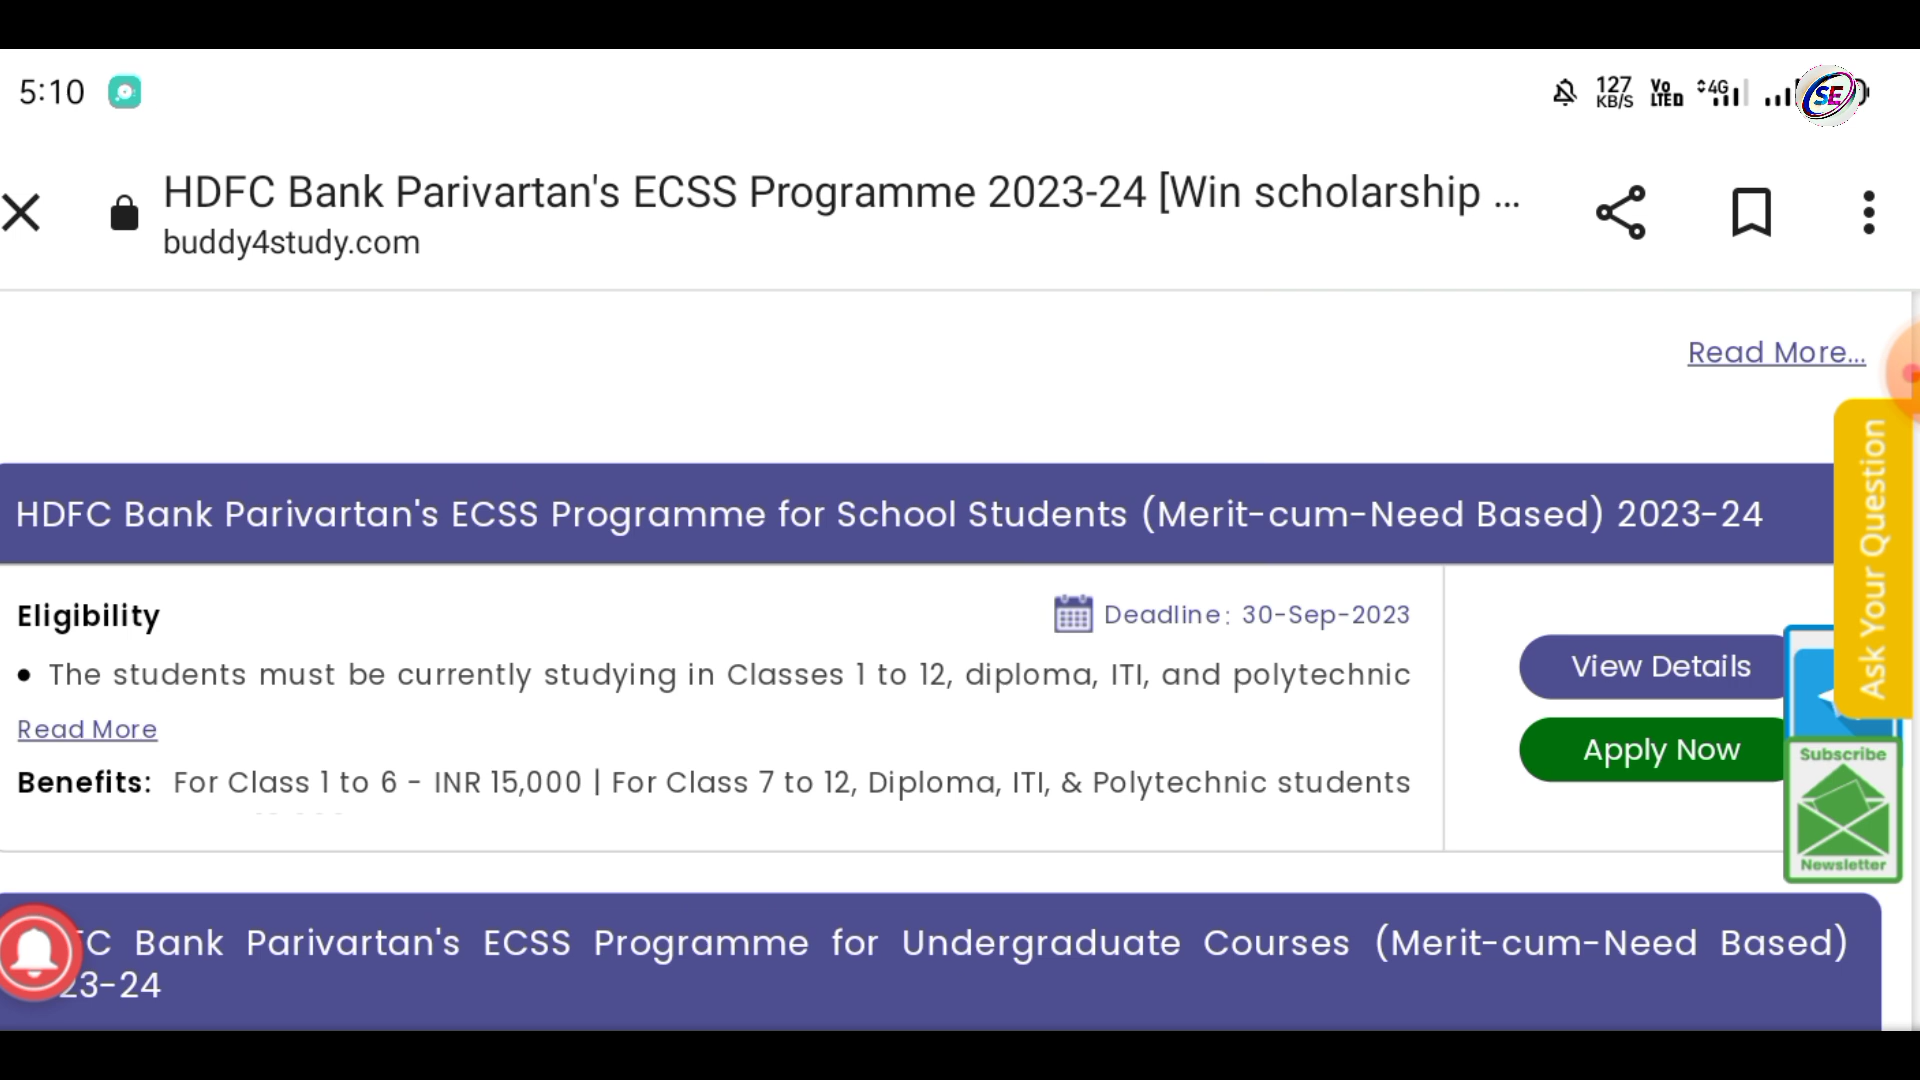 5:10
127
KB/S
Vo
LTE
4G
SE
HDFC Bank Parivartan's ECSS Programme 2023-24 [Win scholarship ...
buddy4study.com
Read More...
HDFC Bank Parivartan's ECSS Programme for School Students (Merit-cum-Need Based) 2023-24
Ask Your Question
Eligibility
Deadline: 30-Sep-2023
• The students must be currently studying in Classes 1 to 12, diploma, ITI, and polytechnic
View Details
Read More
Apply Now
Benefits: For Class 1 to 6 - INR 15,000 | For Class 7 to 12, Diploma, ITI, & Polytechnic students
Subscribe
Newsletter
C Bank Parivartan's ECSS Programme for Undergraduate Courses (Merit-cum-Need Based)
23-24